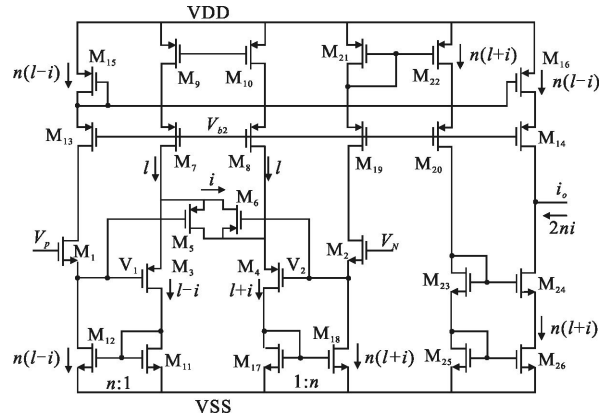 VDD
n(l−i)
M15
M9
M10
M21
M22
n(l+i)
M16
n(l−i)
M13
Vb2
M7
M8
M19
M20
M14
l
l
i
M5
M6
io
2ni
Vp
M1
V1
M3
M4
V2
M2
VN
l−i
l+i
M23
M24
n(l−i)
M12
M11
M17
M18
n(l+i)
M25
M26
n(l+i)
n:1
1:n
VSS